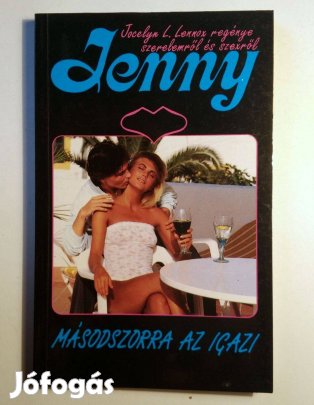 Jocelyn L. Lennox regénye
szerelemről és szexről
Jenny
MÁSODSZORRA AZ IGAZI
Jófogás